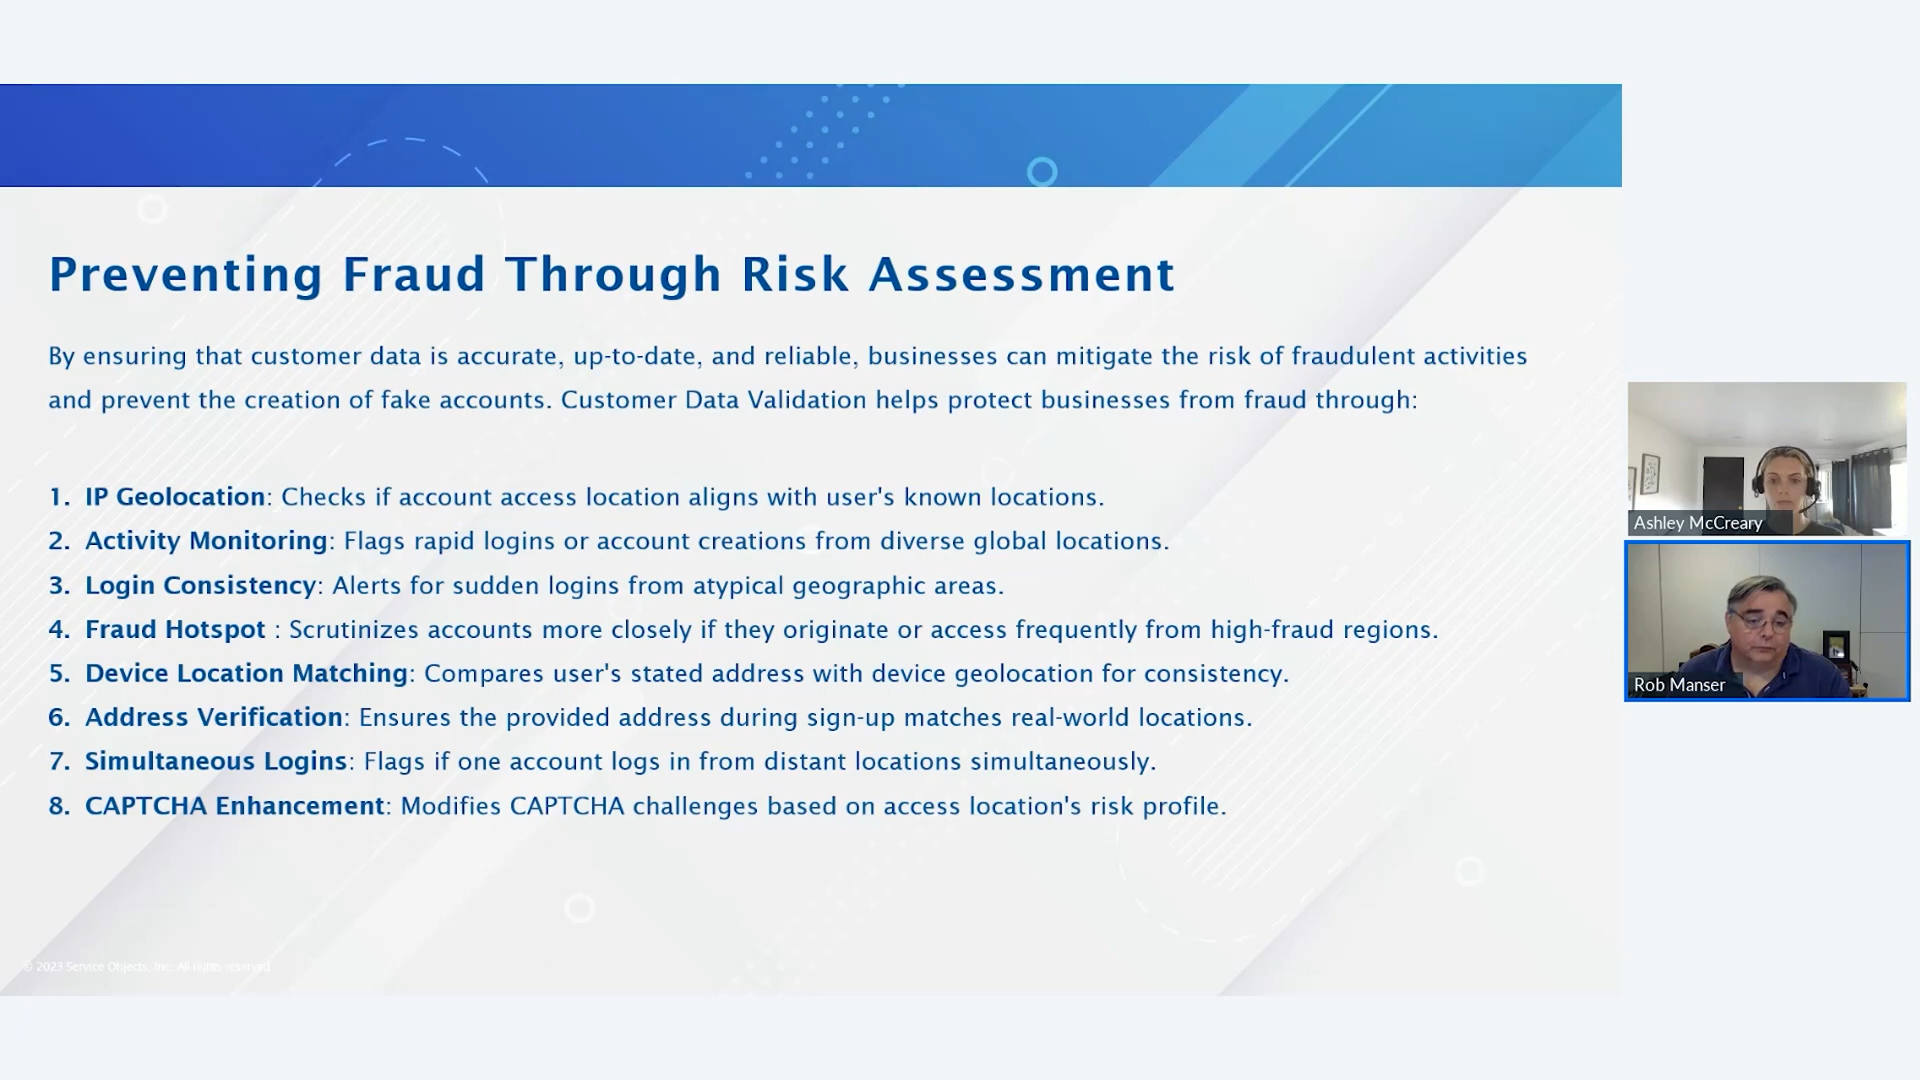 Preventing Fraud Through Risk Assessment
By ensuring that customer data is accurate, up-to-date, and reliable, businesses can mitigate the risk of fraudulent activities
and prevent the creation of fake accounts. Customer Data Validation helps protect businesses from fraud through:
1. IP Geolocation: Checks if account access location aligns with user's known locations.
2. Activity Monitoring: Flags rapid logins or account creations from diverse global locations.
3. Login Consistency: Alerts for sudden logins from atypical geographic areas.
4. Fraud Hotspot : Scrutinizes accounts more closely if they originate or access frequently from high-fraud regions.
5. Device Location Matching: Compares user's stated address with device geolocation for consistency.
6. Address Verification: Ensures the provided address during sign-up matches real-world locations.
7. Simultaneous Logins: Flags if one account logs in from distant locations simultaneously.
8. CAPTCHA Enhancement: Modifies CAPTCHA challenges based on access location's risk profile.
© 2023 Service Objects, Inc. All rights reserved
Ashley McCreary
Rob Manser